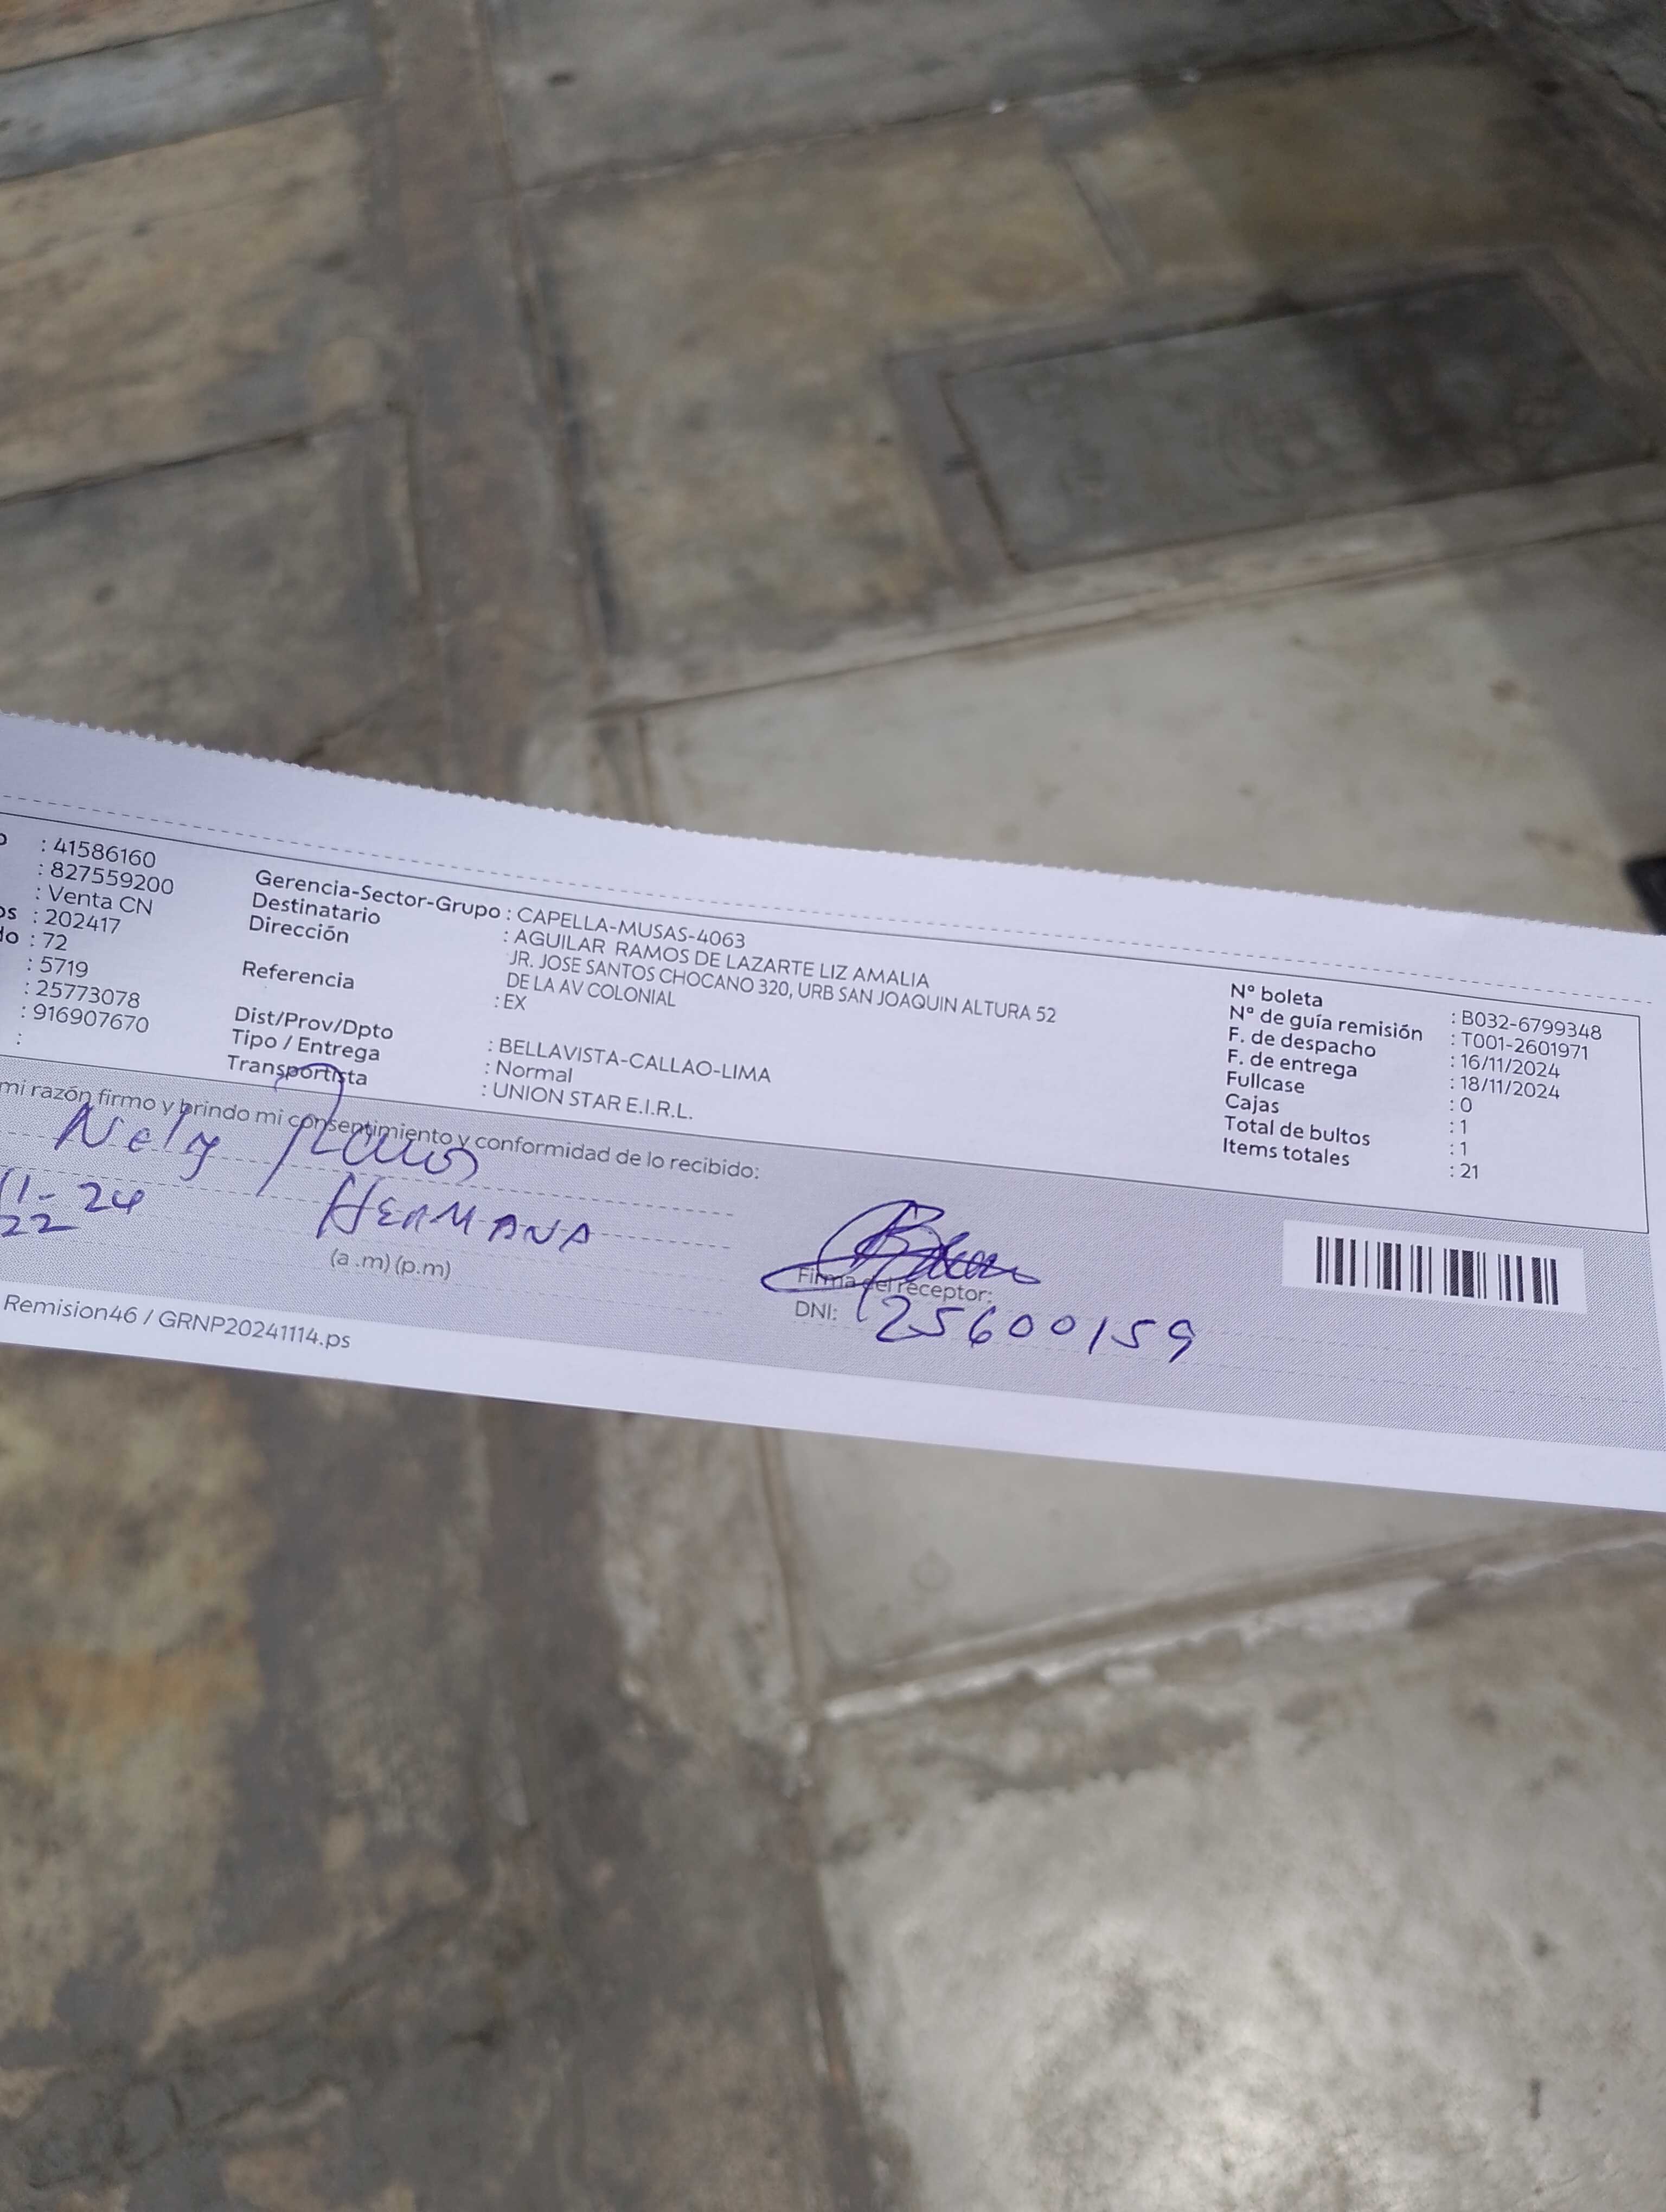 : 41586160
: 827559200
: Venta CN
os : 202417
do : 72
: 5719
: 25773078
: 916907670
:
Gerencia-Sector-Grupo : CAPELLA-MUSAS-4063
Destinatario : AGUILAR RAMOS DE LAZARTE LIZ AMALIA
Dirección JR. JOSE SANTOS CHOCANO 320, URB SAN JOAQUIN ALTURA 52
DE LA AV COLONIAL
Referencia : EX
Dist/Prov/Dpto : BELLAVISTA-CALLAO-LIMA
Tipo / Entrega : Normal
Transportista : UNION STAR E.I.R.L.
N° boleta : B032-6799348
N° de guía remisión : T001-2601971
F. de despacho : 16/11/2024
F. de entrega : 18/11/2024
Fullcase : 0
Cajas : 1
Total de bultos : 1
Items totales : 21
mi razón firmo y brindo mi consentimiento y conformidad de lo recibido:
Nely
11-24 HERMANA
22
(a .m) (p.m)
Firma del receptor:
DNI: 25600159
Remision46 / GRNP20241114.ps